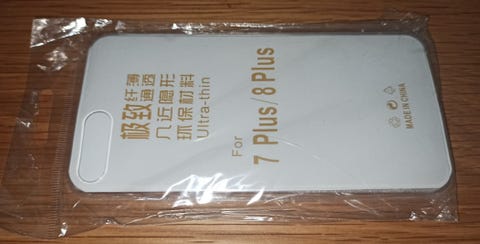 极致纤薄
通透
几近隐形
环保材料
Ultra-thin
For
7 Plus/8 Plus
MADE IN CHINA